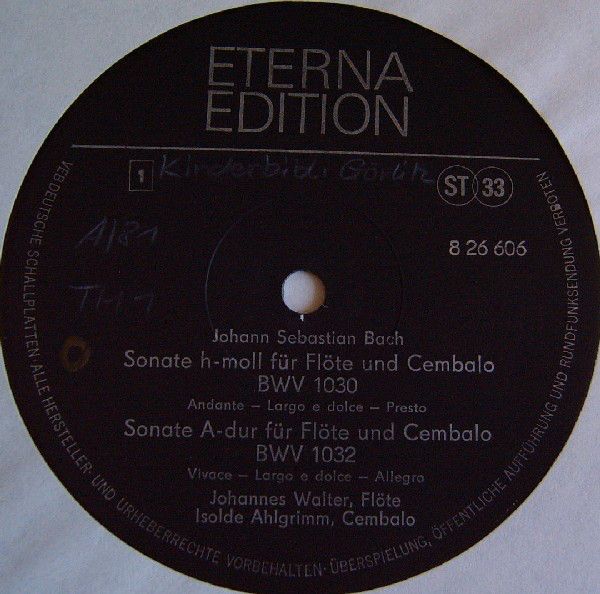 ETERNA
EDITION
1 Kinderbibl. Görlitz ST 33
A/81
8 26 606
TH 1
Johann Sebastian Bach
Sonate h-moll für Flöte und Cembalo
BWV 1030
Andante – Largo e dolce – Presto
Sonate A-dur für Flöte und Cembalo
BWV 1032
Vivace – Largo e dolce – Allegro
Johannes Walter, Flöte
Isolde Ahlgrimm, Cembalo
VEB DEUTSCHE SCHALLPLATTEN ALLE HERSTELLER- UND URHEBERRECHTE VORBEHALTEN · ÜBERSPIELUNG, ÖFFENTLICHE AUFFÜHRUNG UND RUNDFUNKSENDUNG VERBOTEN